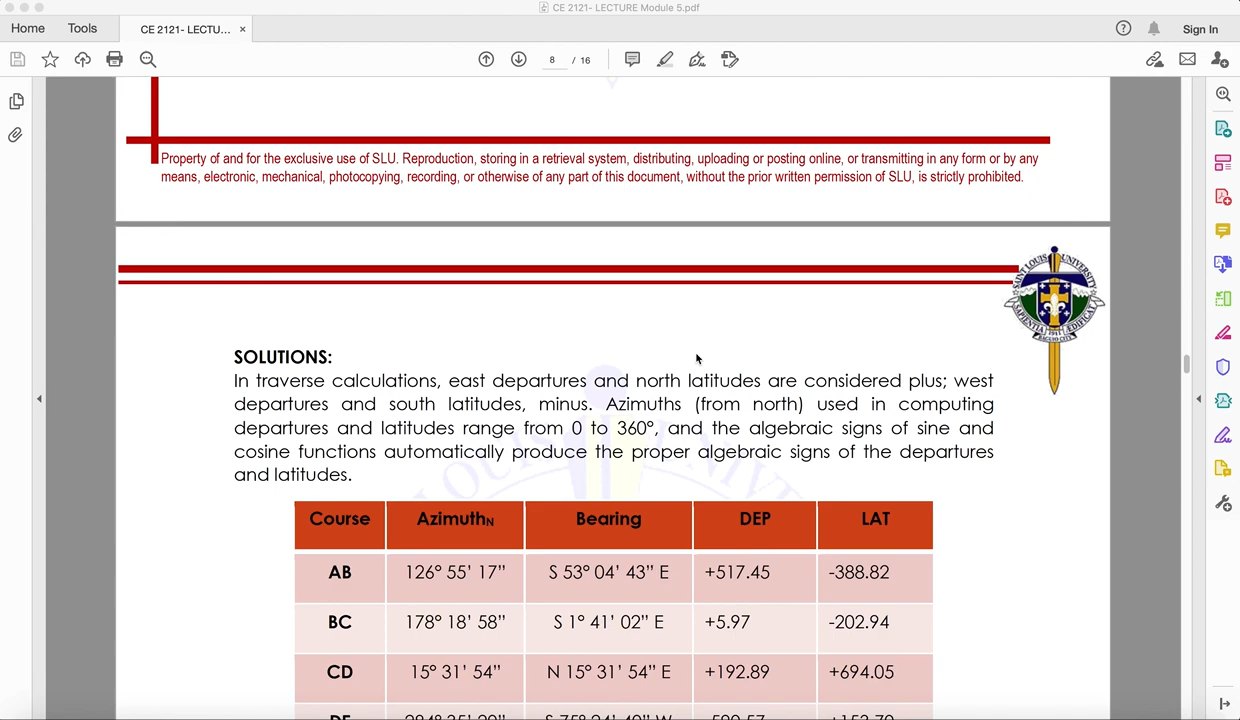 CE 2121- LECTURE Module 5.pdf
Home Tools CE 2121- LECTU... × Sign In
8 / 16
Property of and for the exclusive use of SLU. Reproduction, storing in a retrieval system, distributing, uploading or posting online, or transmitting in any form or by any
means, electronic, mechanical, photocopying, recording, or otherwise of any part of this document, without the prior written permission of SLU, is strictly prohibited.
SAINT LOUIS UNIVERSITY
SAPIENTIA AEDIFICAT
1911
BAGUIO CITY
SOLUTIONS:
In traverse calculations, east departures and north latitudes are considered plus; west
departures and south latitudes, minus. Azimuths (from north) used in computing
departures and latitudes range from 0 to 360°, and the algebraic signs of sine and
cosine functions automatically produce the proper algebraic signs of the departures
and latitudes.
Course AzimuthN Bearing DEP LAT
AB 126° 55’ 17” S 53° 04’ 43” E +517.45 -388.82
BC 178° 18’ 58” S 1° 41’ 02” E +5.97 -202.94
CD 15° 31’ 54” N 15° 31’ 54” E +192.89 +694.05